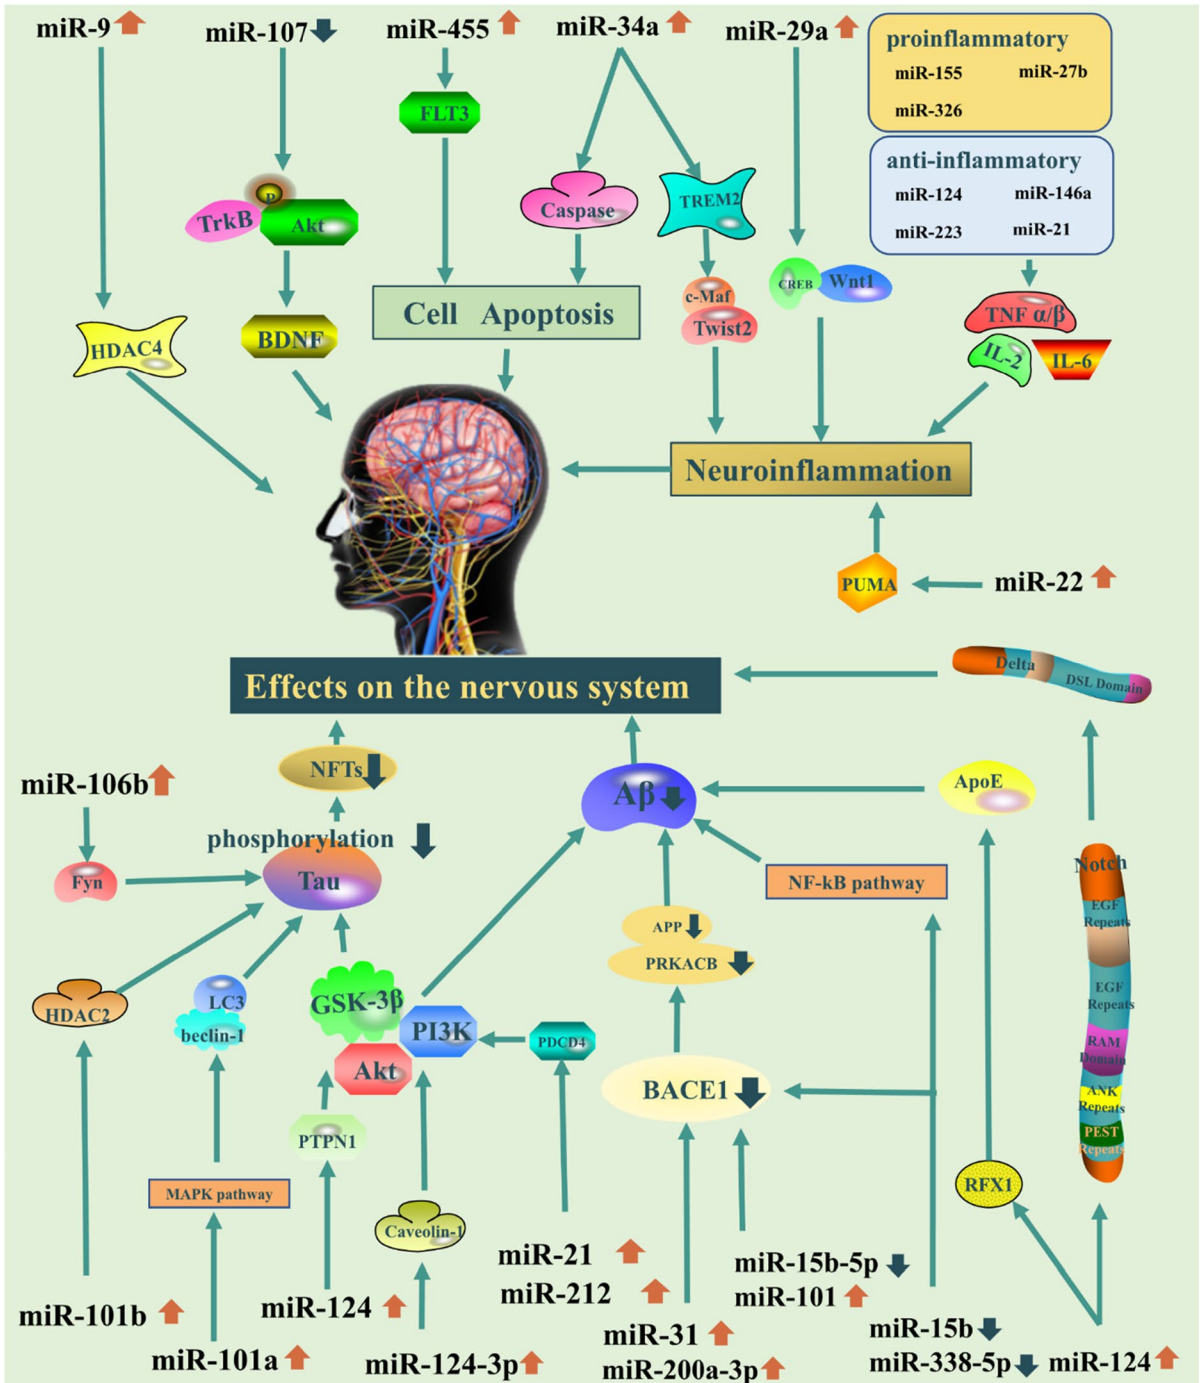 miR-9
miR-107
miR-455
miR-34a
miR-29a
proinflammatory
miR-155
miR-27b
miR-326
anti-inflammatory
miR-124
miR-146a
miR-223
miR-21
FLT3
P
TrkB
Akt
Caspase
TREM2
CREB
Wnt1
c-Maf
Twist2
TNF α/β
IL-2
IL-6
HDAC4
BDNF
Cell Apoptosis
Neuroinflammation
PUMA
miR-22
Effects on the nervous system
Delta
DSL Domain
NFTs
miR-106b
phosphorylation
Tau
Fyn
Aβ
ApoE
NF-kB pathway
Notch
EGF
Repeats
EGF
Repeats
RAM
Domain
ANK
Repeats
PEST
Repeats
APP
PRKACB
HDAC2
LC3
beclin-1
GSK-3β
PI3K
Akt
PDCD4
BACE1
PTPN1
MAPK pathway
Caveolin-1
RFX1
miR-101b
miR-101a
miR-124
miR-124-3p
miR-21
miR-212
miR-31
miR-200a-3p
miR-15b-5p
miR-101
miR-15b
miR-338-5p
miR-124